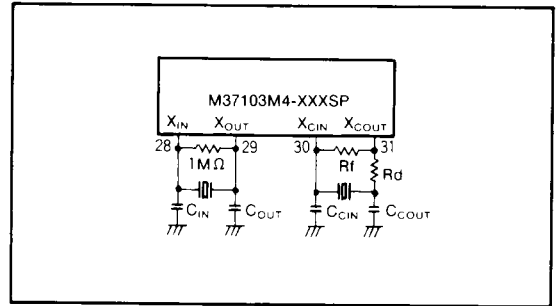 M37103M4-XXXSP
XIN XOUT XCIN XCOUT
28 29 30 31
1MΩ Rf Rd
CIN COUT CCIN CCOUT